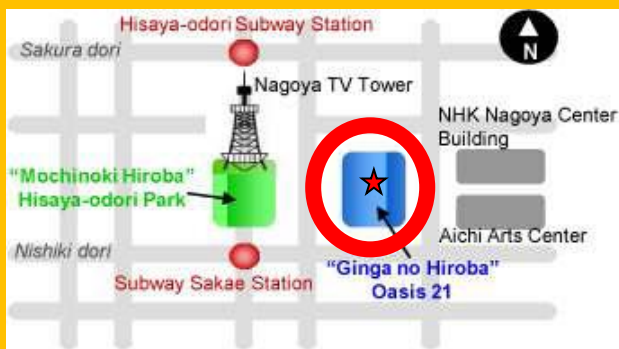 Hisaya-odori Subway Station
Sakura dori
N
Nagoya TV Tower
NHK Nagoya Center
Building
"Mochinoki Hiroba"
Hisaya-odori Park
Aichi Arts Center
Nishiki dori
"Ginga no Hiroba"
Oasis 21
Subway Sakae Station